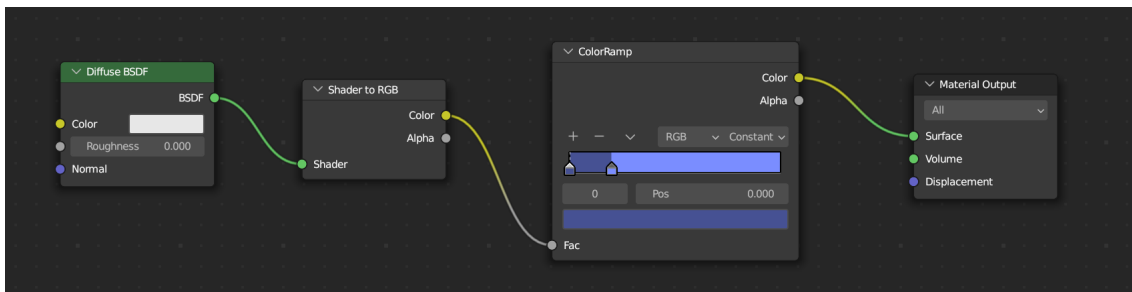 Diffuse BSDF
BSDF
Color
Roughness 0.000
Normal
Shader to RGB
Color
Alpha
Shader
ColorRamp
Color
Alpha
RGB Constant
0 Pos 0.000
Fac
Material Output
All
Surface
Volume
Displacement